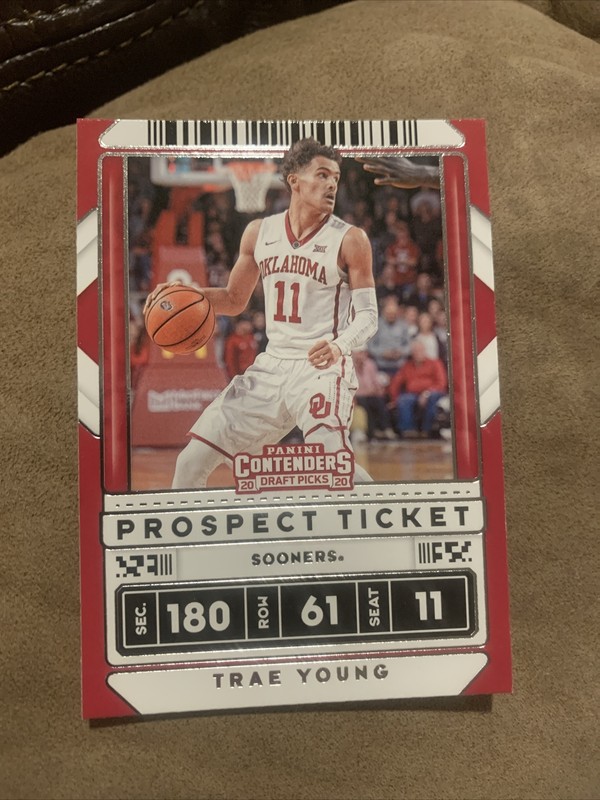 OKLAHOMA
11
OU
PANINI
CONTENDERS
20 DRAFT PICKS 20
PROSPECT TICKET
SOONERS®
SEC. 180 ROW 61 SEAT 11
TRAE YOUNG